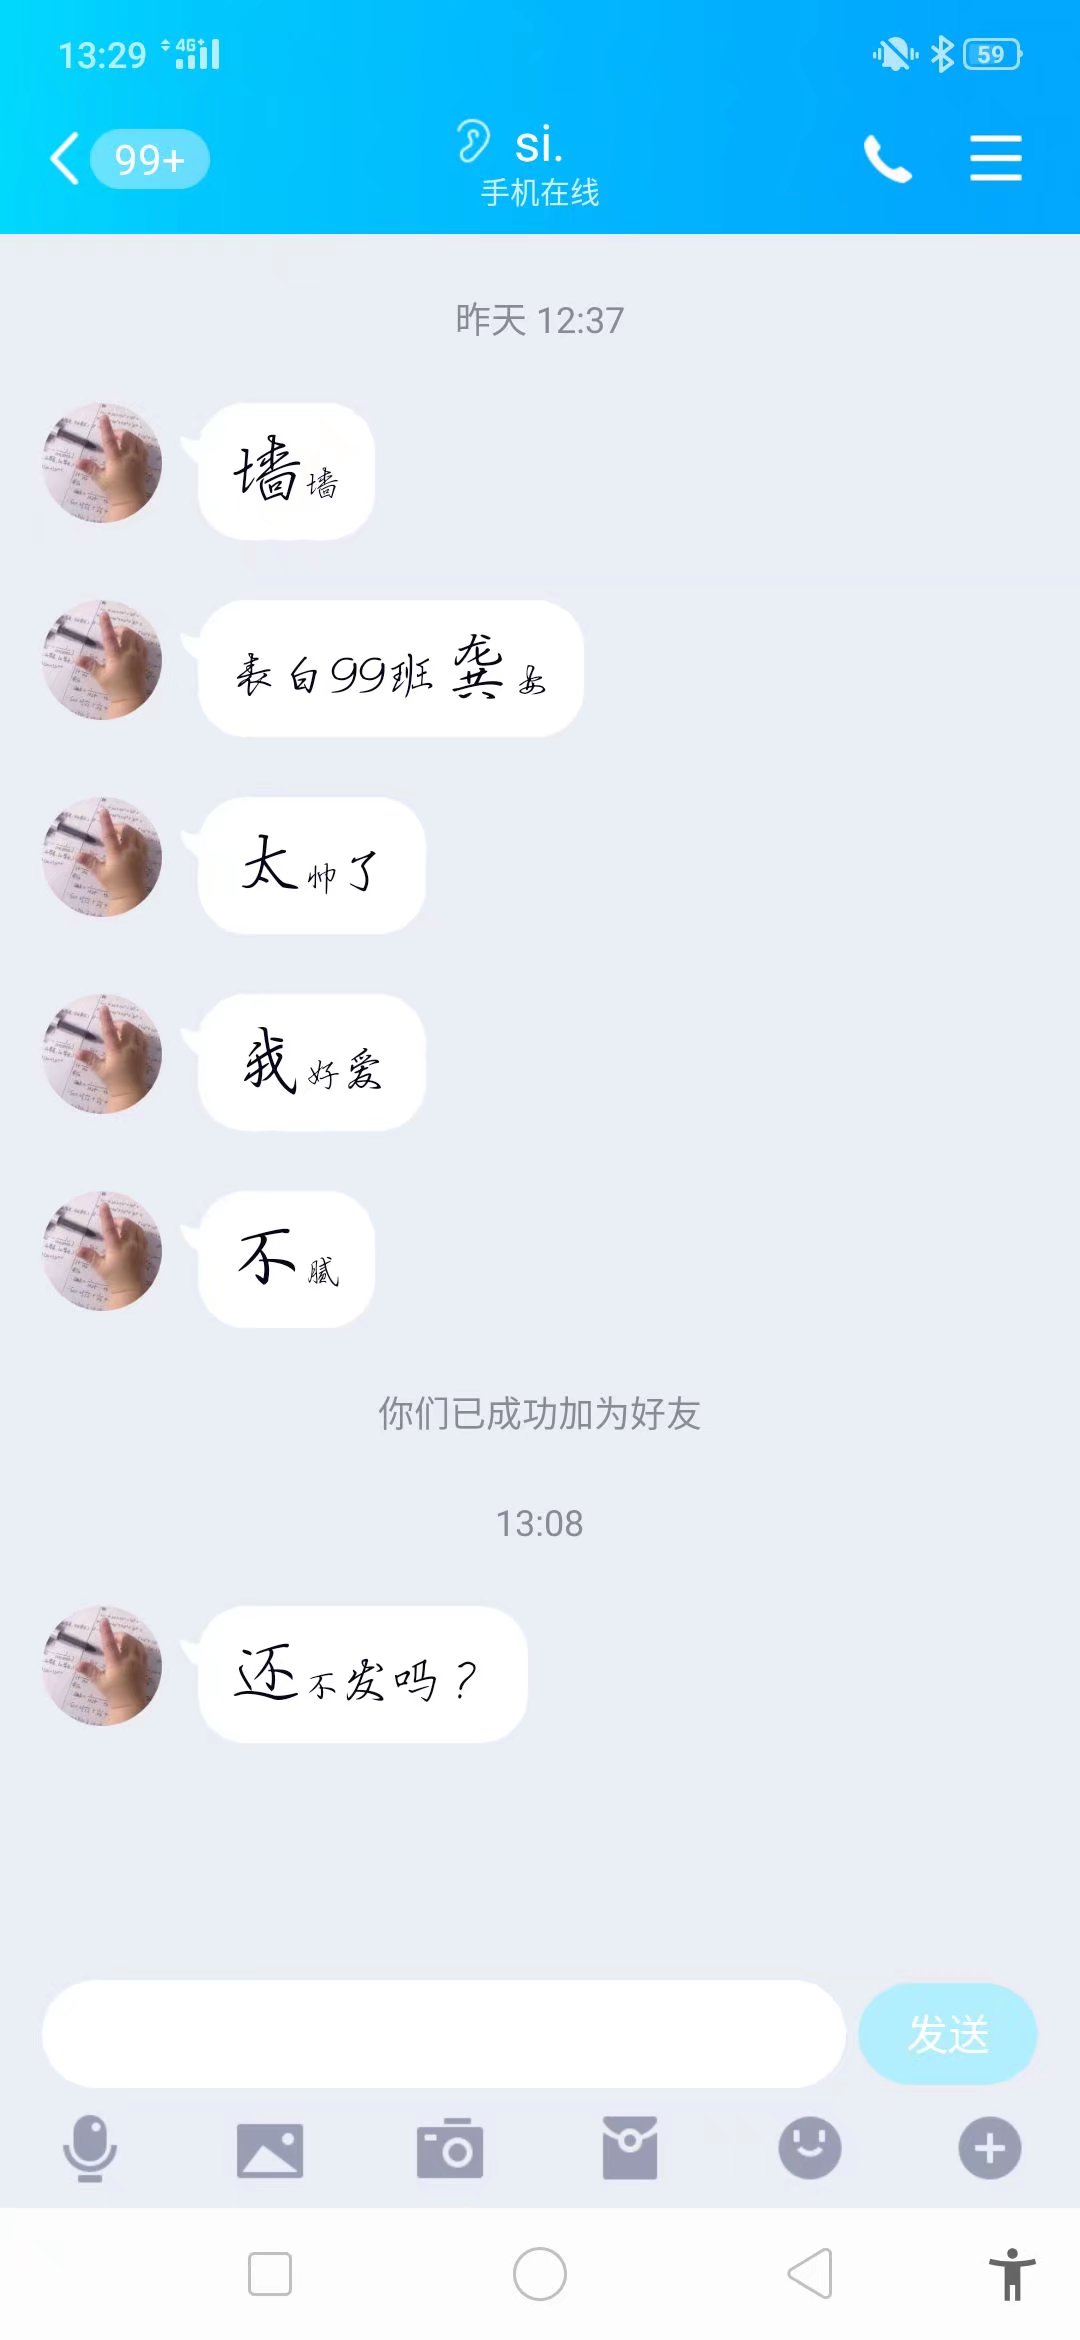 13:29 4G+ 59
99+ si.
手机在线
昨天 12:37
墙墙
表白99班龚安
太帅了
我好爱
不腻
你们已成功加为好友
13:08
还不发吗？
发送